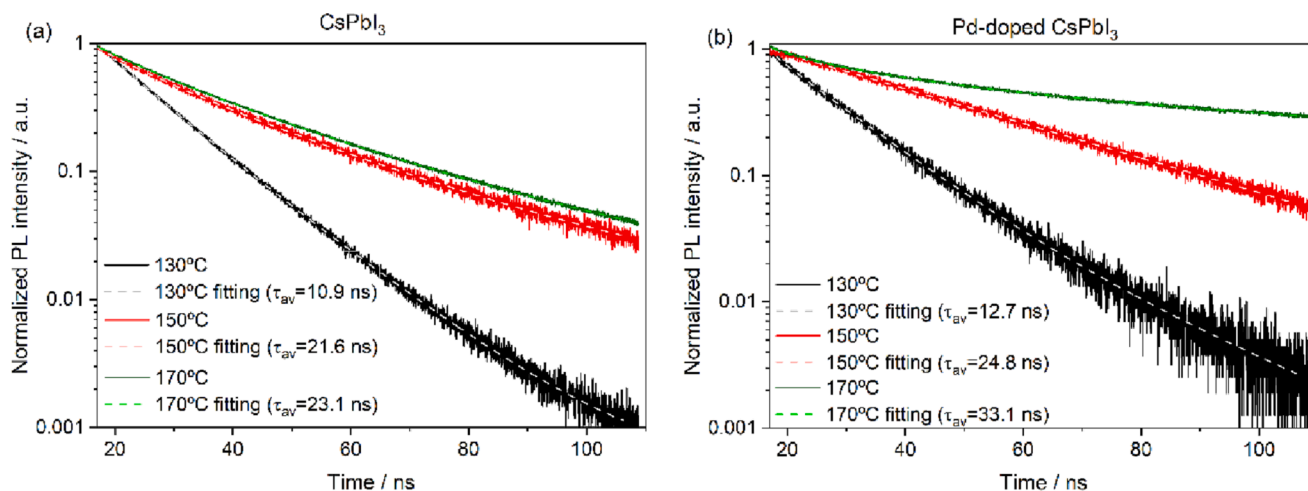 (a)
CsPbI₃
Normalized PL intensity / a.u.
1
0.1
0.01
0.001
130ºC
130ºC fitting (τav=10.9 ns)
150ºC
150ºC fitting (τav=21.6 ns)
170ºC
170ºC fitting (τav=23.1 ns)
20 40 60 80 100
Time / ns
(b)
Pd-doped CsPbI₃
Normalized PL intensity / a.u.
1
0.1
0.01
0.001
130ºC
130ºC fitting (τav=12.7 ns)
150ºC
150ºC fitting (τav=24.8 ns)
170ºC
170ºC fitting (τav=33.1 ns)
20 40 60 80 100
Time / ns